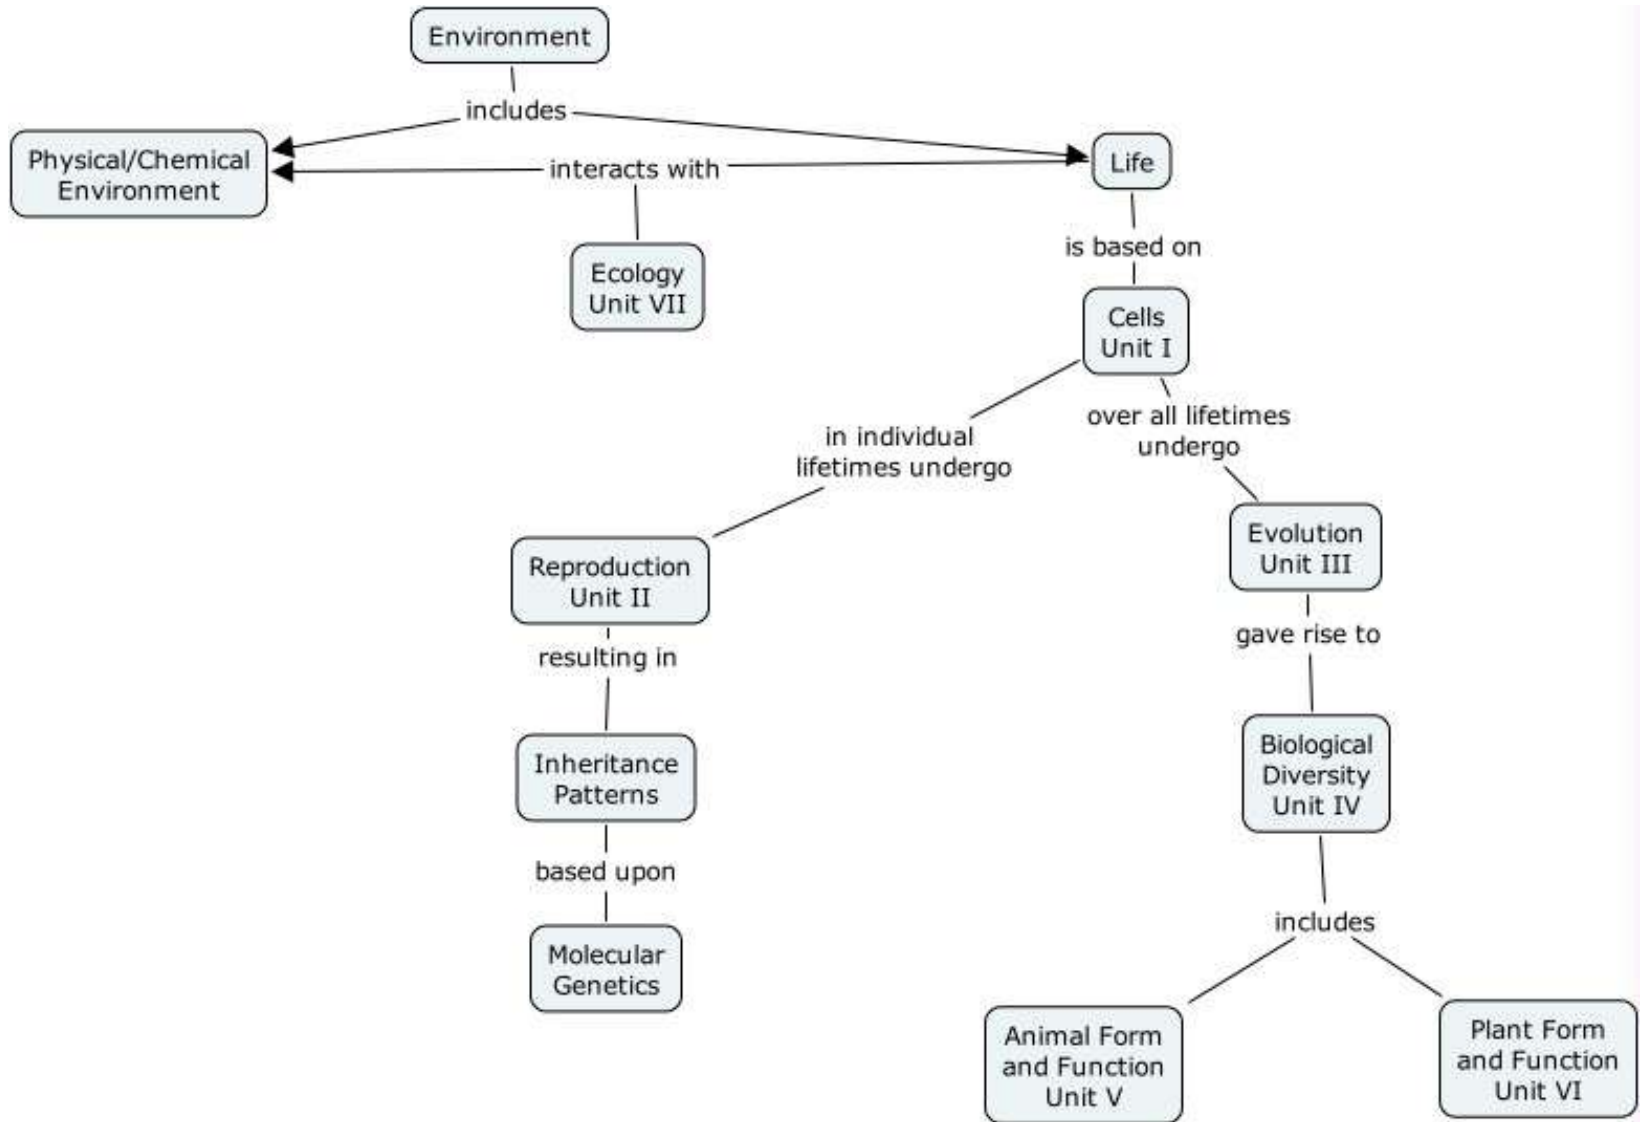 Environment
includes
Physical/Chemical
Environment
interacts with
Life
Ecology
Unit VII
is based on
Cells
Unit I
in individual
lifetimes undergo
over all lifetimes
undergo
Reproduction
Unit II
Evolution
Unit III
resulting in
gave rise to
Inheritance
Patterns
Biological
Diversity
Unit IV
based upon
includes
Molecular
Genetics
Animal Form
and Function
Unit V
Plant Form
and Function
Unit VI